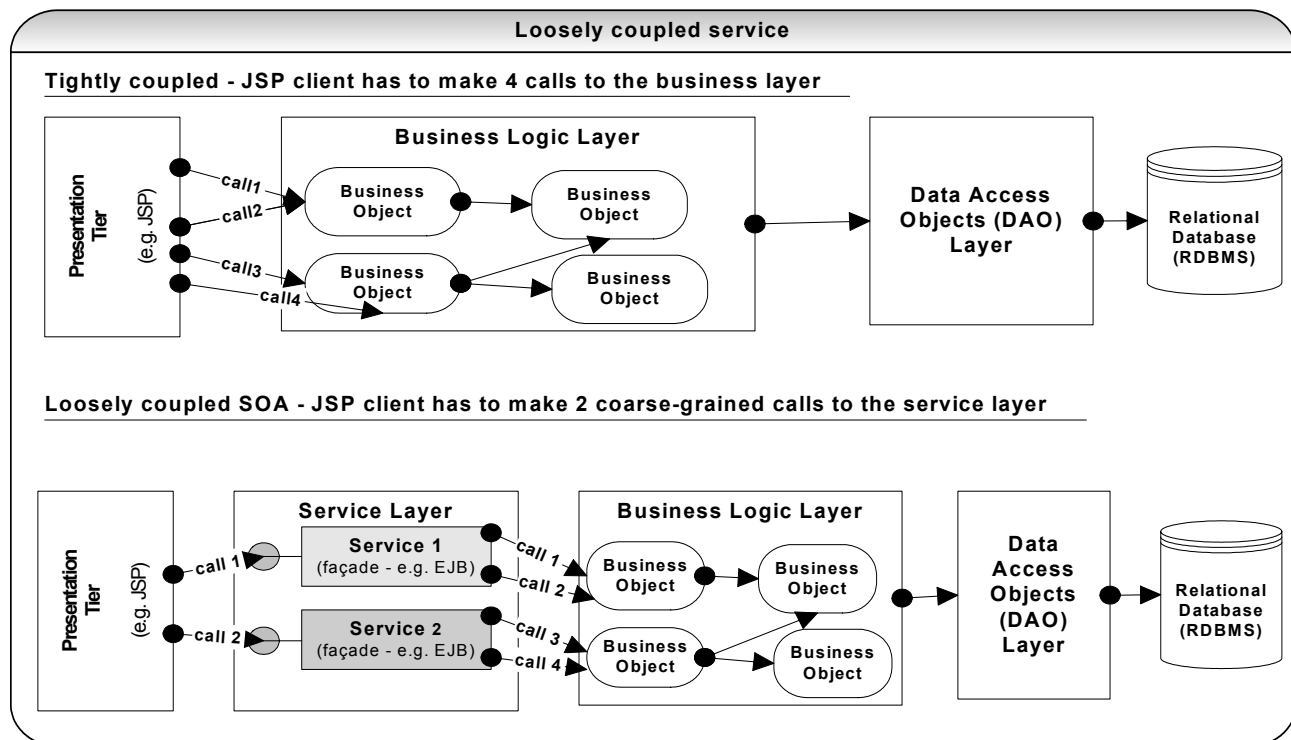 Loosely coupled service
Tightly coupled - JSP client has to make 4 calls to the business layer
Presentation
Tier
(e.g. JSP)
call1
call2
call3
call4
Business Logic Layer
Business
Object
Business
Object
Business
Object
Business
Object
Data Access
Objects (DAO)
Layer
Relational
Database
(RDBMS)
Loosely coupled SOA - JSP client has to make 2 coarse-grained calls to the service layer
Presentation
Tier
(e.g. JSP)
call 1
call 2
Service Layer
Service 1
(façade - e.g. EJB)
Service 2
(façade - e.g. EJB)
call 1
call 2
call 3
call 4
Business Logic Layer
Business
Object
Business
Object
Business
Object
Business
Object
Data
Access
Objects
(DAO)
Layer
Relational
Database
(RDBMS)